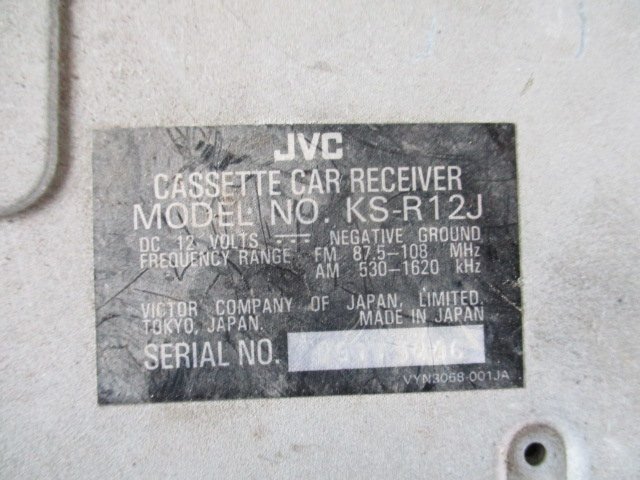 JVC
CASSETTE CAR RECEIVER
MODEL NO. KS-R12J
DC 12 VOLTS ⎓ NEGATIVE GROUND
FREQUENCY RANGE FM 87.5-108 MHz
AM 530-1620 kHz
VICTOR COMPANY OF JAPAN, LIMITED.
TOKYO, JAPAN. MADE IN JAPAN
SERIAL NO.
VYN3068-001JA